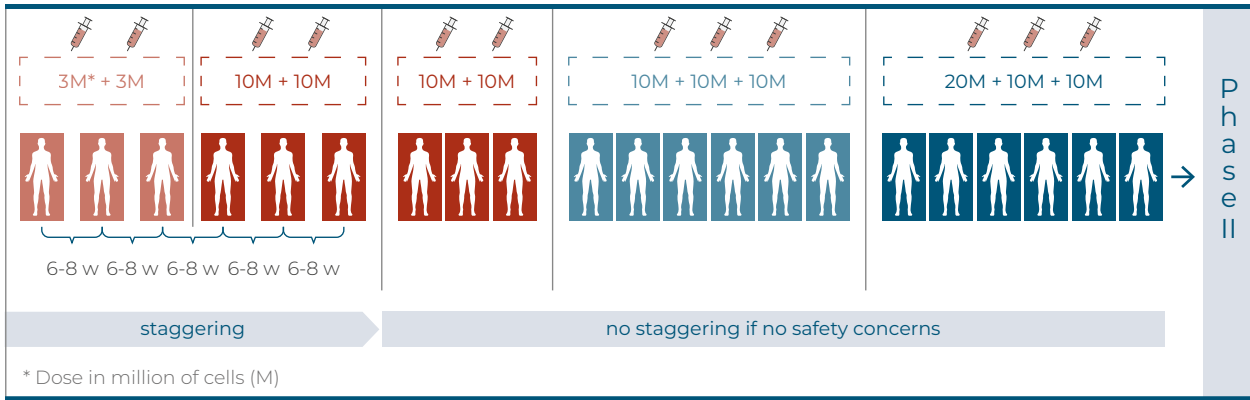 3M* + 3M
10M + 10M
10M + 10M
10M + 10M + 10M
20M + 10M + 10M
Phase II
6-8 w 6-8 w 6-8 w 6-8 w 6-8 w
staggering
no staggering if no safety concerns
* Dose in million of cells (M)